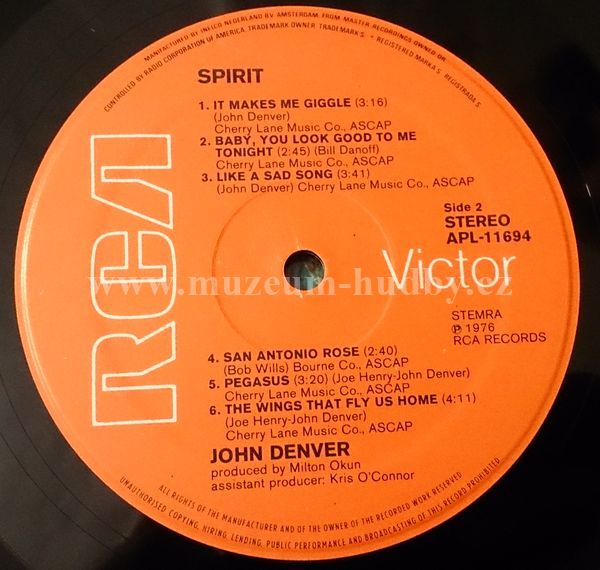 MANUFACTURED BY INELCO NEDERLAND BV AMSTERDAM FROM MASTER RECORDINGS OWNED OR
CONTROLLED BY RADIO CORPORATION OF AMERICA. TRADEMARK OWNER. TRADEMARK'S. ® REGISTERED MARKA S. REGISTRADA S
SPIRIT
1. IT MAKES ME GIGGLE (3:16)
(John Denver)
Cherry Lane Music Co., ASCAP
2. BABY, YOU LOOK GOOD TO ME
TONIGHT (2:45) (Bill Danoff)
Cherry Lane Music Co., ASCAP
3. LIKE A SAD SONG (3:41)
(John Denver) Cherry Lane Music Co., ASCAP
Side 2
STEREO
APL-11694
RCA
Victor
www.muzeum-hudby.cz
STEMRA
℗ 1976
RCA RECORDS
4. SAN ANTONIO ROSE (2:40)
(Bob Wills) Bourne Co., ASCAP
5. PEGASUS (3:20) (Joe Henry-John Denver)
Cherry Lane Music Co., ASCAP
6. THE WINGS THAT FLY US HOME (4:11)
(Joe Henry-John Denver)
Cherry Lane Music Co., ASCAP
JOHN DENVER
produced by Milton Okun
assistant producer: Kris O'Connor
ALL RIGHTS OF THE MANUFACTURER AND OF THE OWNER OF THE RECORDED WORK RESERVED
UNAUTHORISED COPYING, HIRING, LENDING, PUBLIC PERFORMANCE AND BROADCASTING OF THIS RECORD PROHIBITED